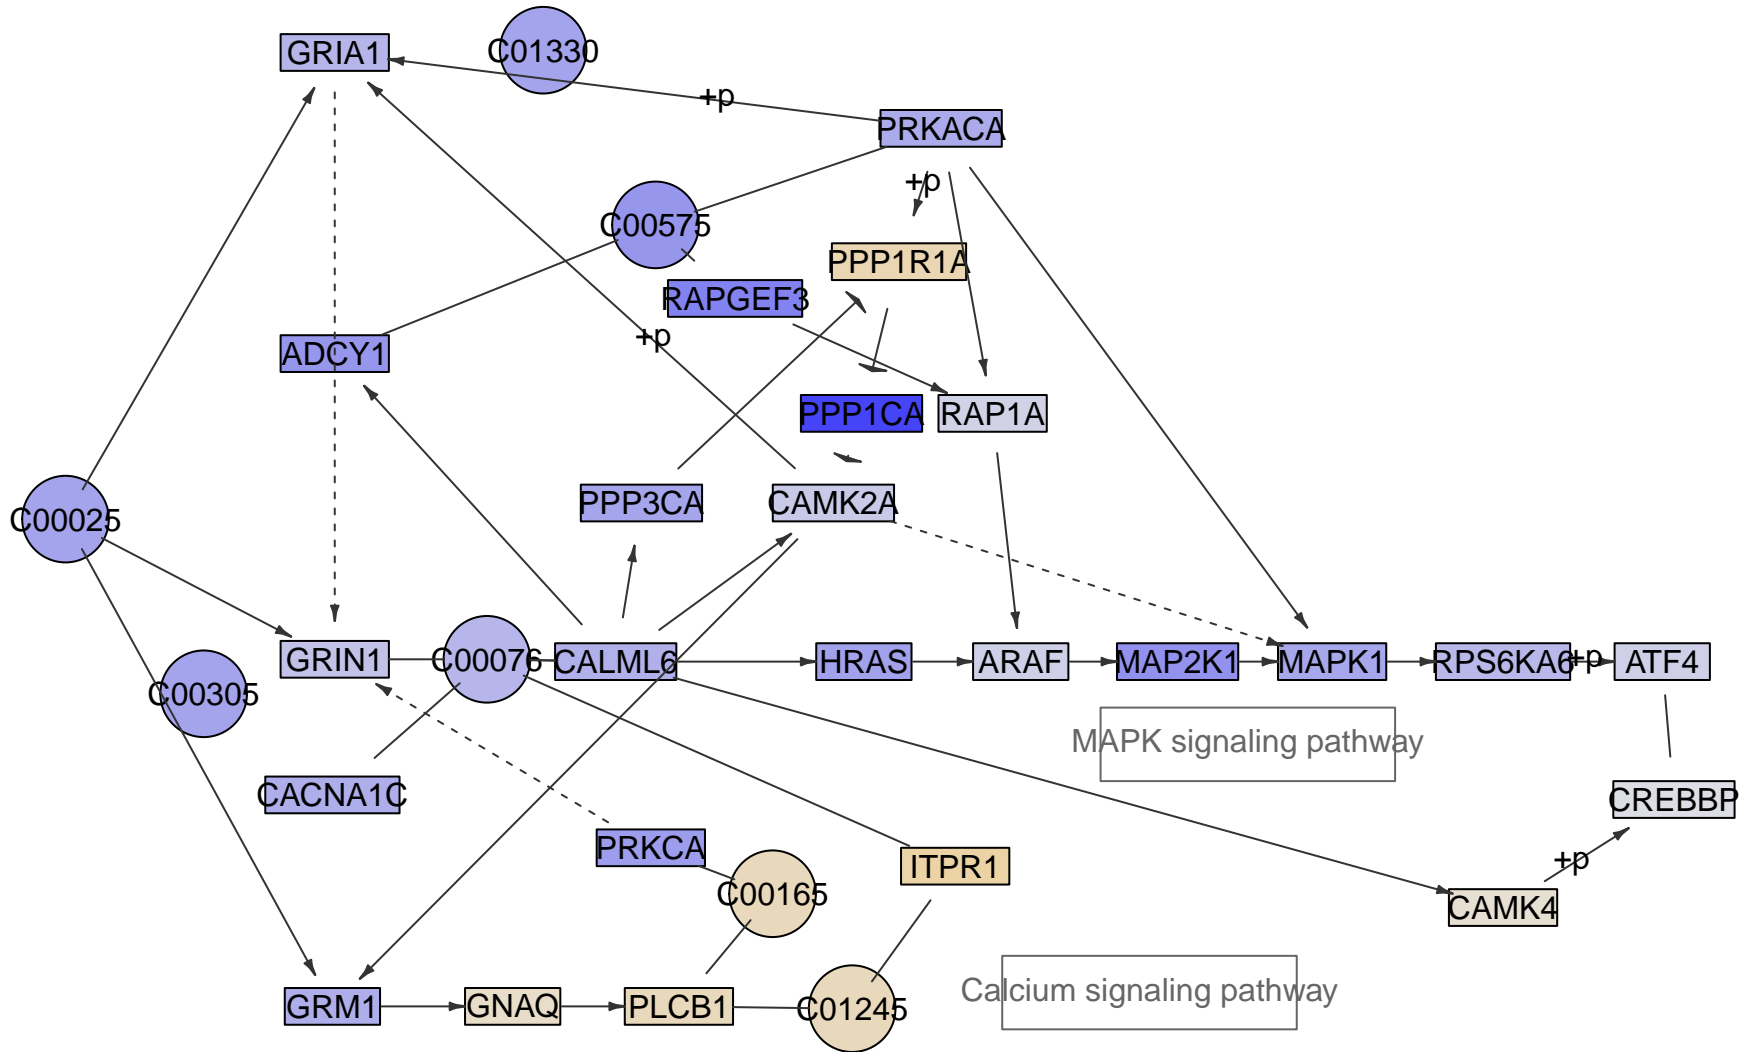 GRIA1
C01330
+p
PRKACA
+p
C00575
PPP1R1A
RAPGEF3
+p
ADCY1
PPP1CA
RAP1A
PPP3CA
CAMK2A
C00025
GRIN1
C00076
CALML6
HRAS
ARAF
MAP2K1
MAPK1
RPS6KA6
+p
ATF4
C00305
MAPK signaling pathway
CACNA1C
CREBBP
PRKCA
ITPR1
+p
C00165
CAMK4
Calcium signaling pathway
GRM1
GNAQ
PLCB1
C01245